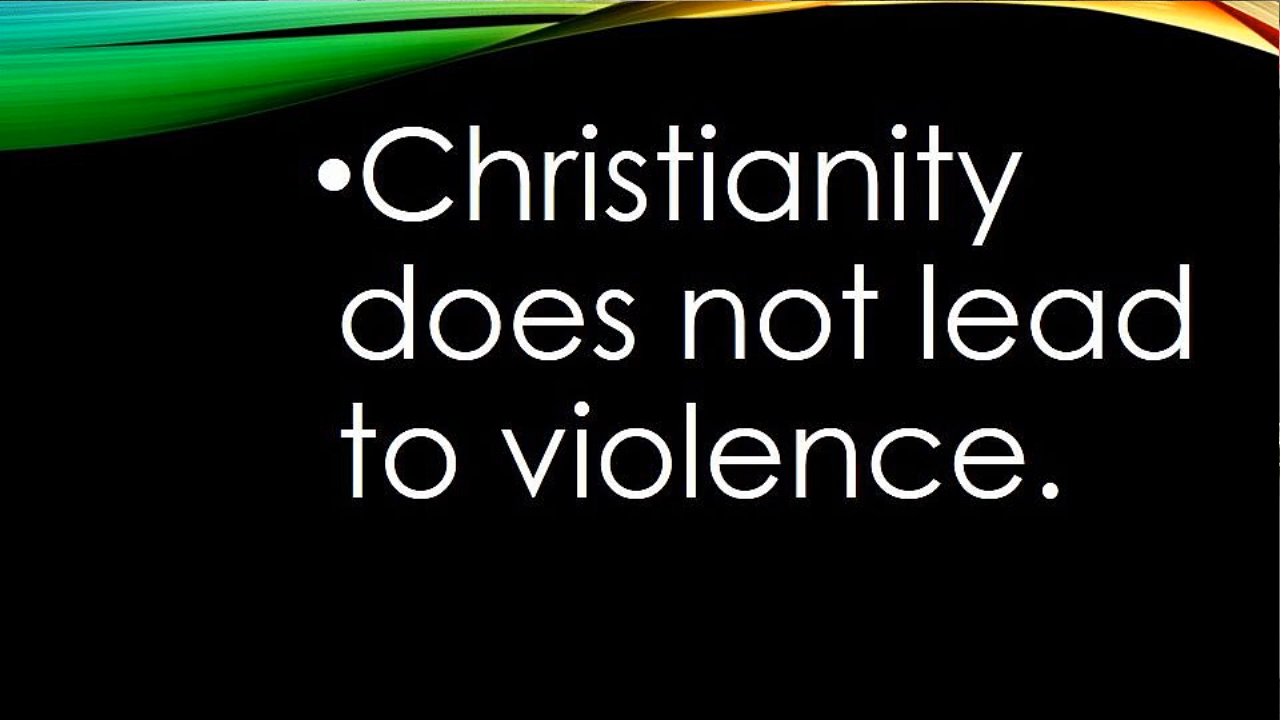 •Christianity
does not lead
to violence.